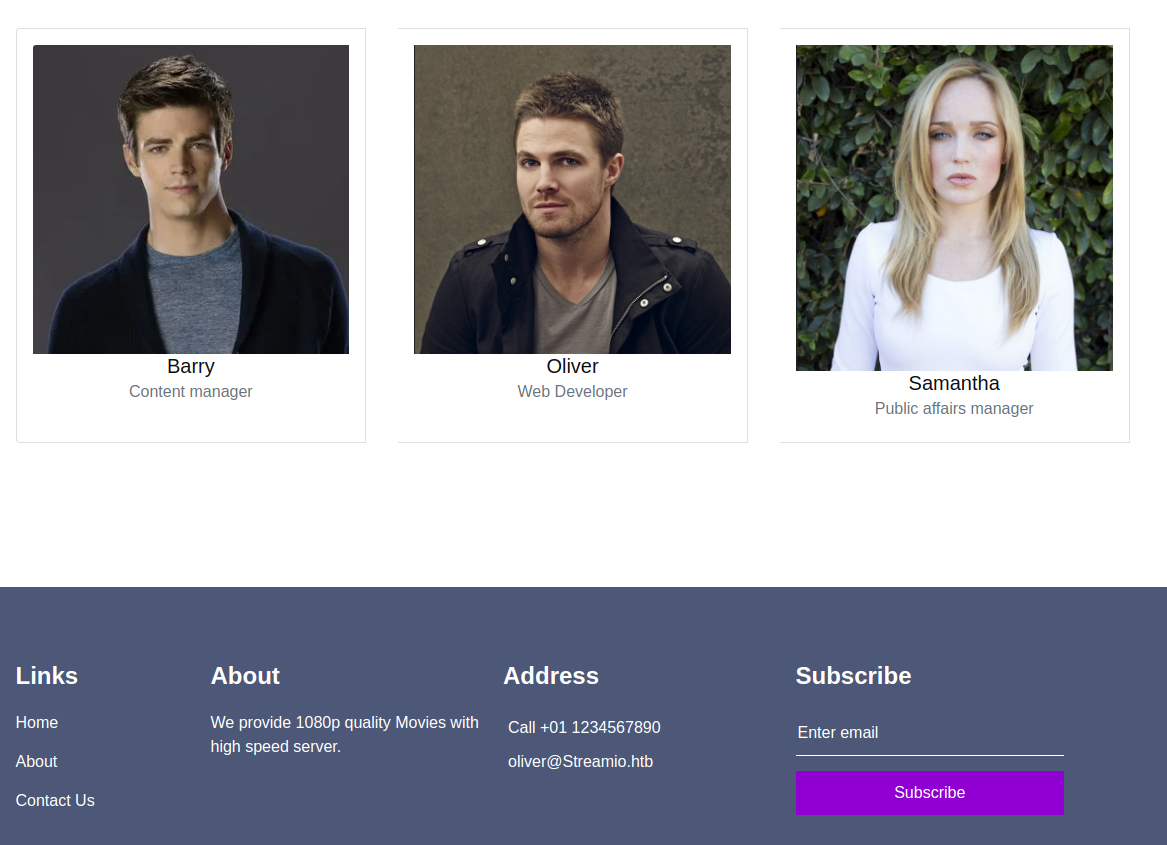 Barry
Content manager
Oliver
Web Developer
Samantha
Public affairs manager
Links
Home
About
Contact Us
About
We provide 1080p quality Movies with
high speed server.
Address
Call +01 1234567890
oliver@Streamio.htb
Subscribe
Enter email
Subscribe